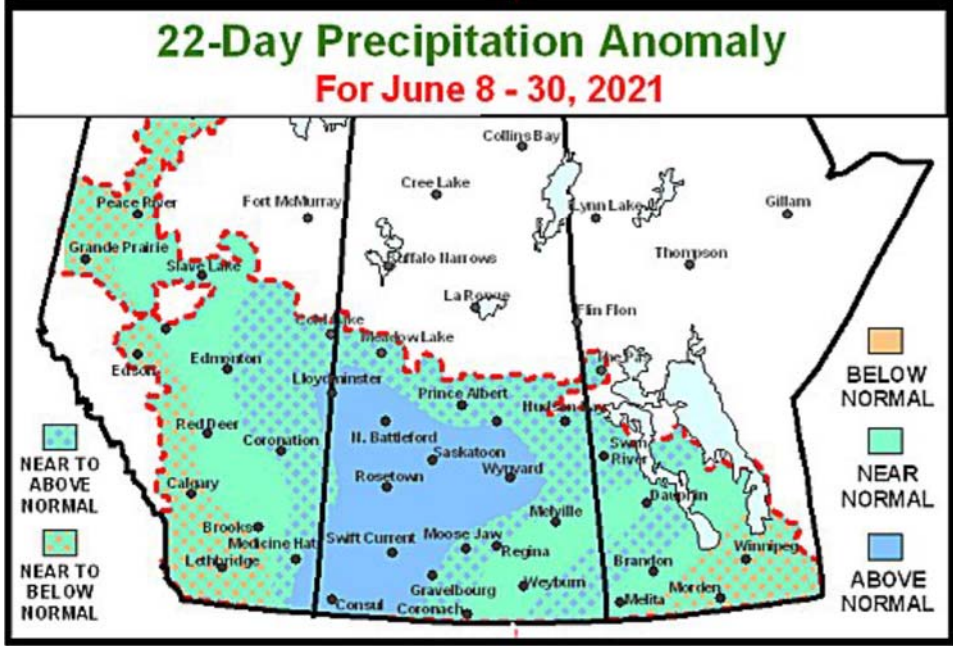 22-Day Precipitation Anomaly
For June 8 - 30, 2021
Collins Bay
Cree Lake
Peace River
Fort McMurray
Lynn Lake
Gillam
Grande Prairie
Slave Lake
Buffalo Narrows
Thompson
La Ronge
Flin Flon
Cold Lake
Meadow Lake
The Pas
Edson
Edmonton
Lloydminster
Prince Albert
Hudson Bay
Red Deer
Coronation
N. Battleford
Saskatoon
Swan
River
Rosetown
Wynyard
Calgary
Dauphin
Melville
Brooks
Medicine Hat
Swift Current
Moose Jaw
Regina
Winnipeg
Lethbridge
Brandon
Gravelbourg
Weyburn
Morden
Consul
Coronach
Melita
NEAR TO
ABOVE
NORMAL
NEAR TO
BELOW
NORMAL
BELOW
NORMAL
NEAR
NORMAL
ABOVE
NORMAL